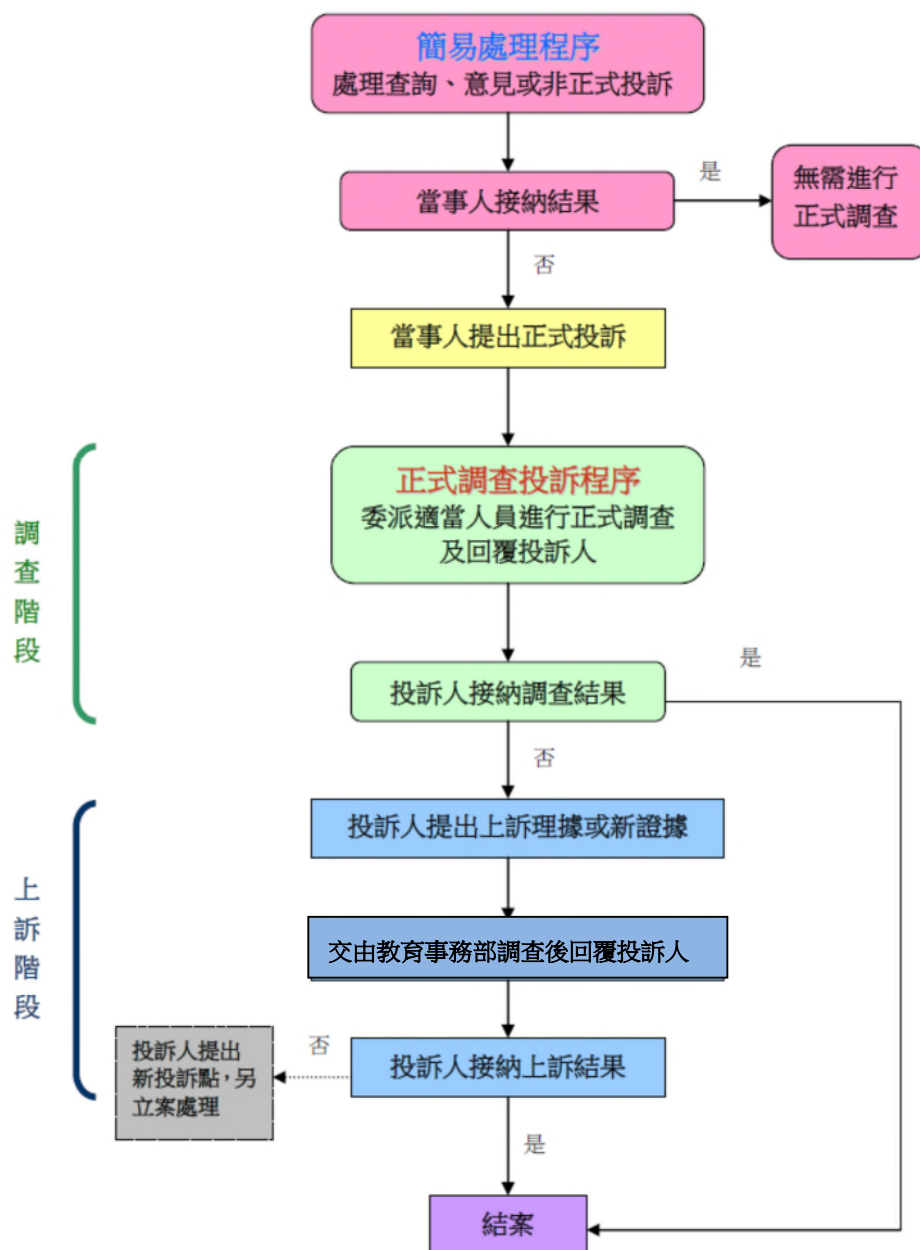 簡易處理程序
處理查詢、意見或非正式投訴
是
當事人接納結果
無需進行
正式調查
否
當事人提出正式投訴
調查階段
正式調查投訴程序
委派適當人員進行正式調查
及回覆投訴人
是
投訴人接納調查結果
否
上訴階段
投訴人提出上訴理據或新證據
交由教育事務部調查後回覆投訴人
投訴人接納上訴結果
否
投訴人提出
新投訴點，另
立案處理
是
結案